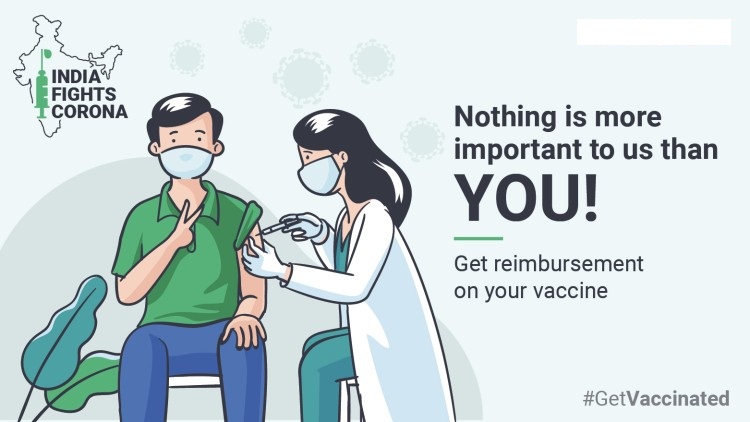 INDIA
FIGHTS
CORONA
Nothing is more
important to us than
YOU!
Get reimbursement
on your vaccine
#GetVaccinated